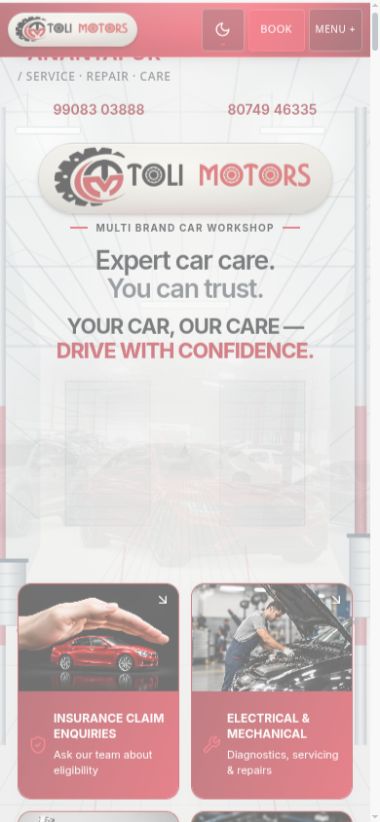 TOLI MOTORS
BOOK
MENU +
ANANTAPUR
/ SERVICE · REPAIR · CARE
99083 03888
80749 46335
TOLI MOTORS
MULTI BRAND CAR WORKSHOP
Expert car care.
You can trust.
YOUR CAR, OUR CARE —
DRIVE WITH CONFIDENCE.
INSURANCE CLAIM
ENQUIRIES
Ask our team about
eligibility
ELECTRICAL &
MECHANICAL
Diagnostics, servicing
& repairs